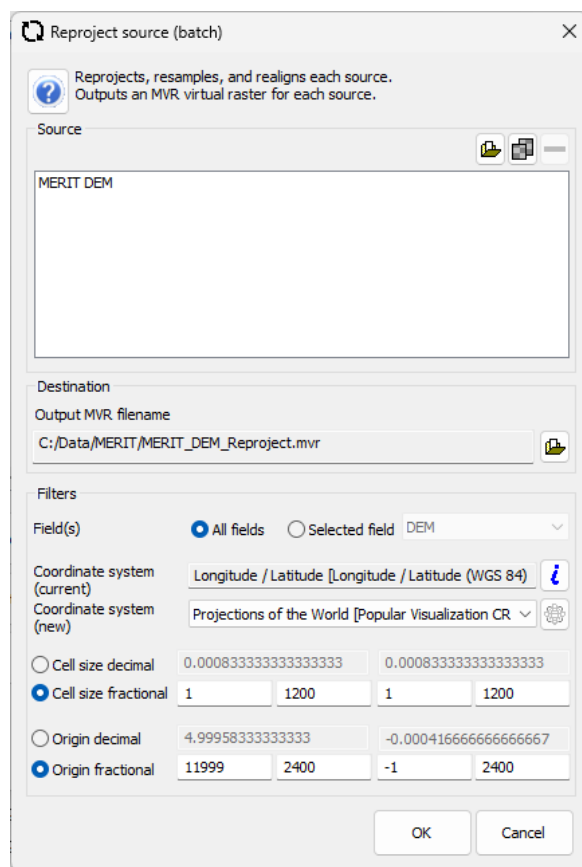 Reproject source (batch)
Reprojects, resamples, and realigns each source.
Outputs an MVR virtual raster for each source.
Source
MERIT DEM
Destination
Output MVR filename
C:/Data/MERIT/MERIT_DEM_Reproject.mvr
Filters
Field(s) All fields Selected field DEM
Coordinate system (current) Longitude / Latitude [Longitude / Latitude (WGS 84)
Coordinate system (new) Projections of the World [Popular Visualization CR
Cell size decimal 0.000833333333333333 0.000833333333333333
Cell size fractional 1 1200 1 1200
Origin decimal 4.99958333333333 -0.000416666666666667
Origin fractional 11999 2400 -1 2400
OK Cancel